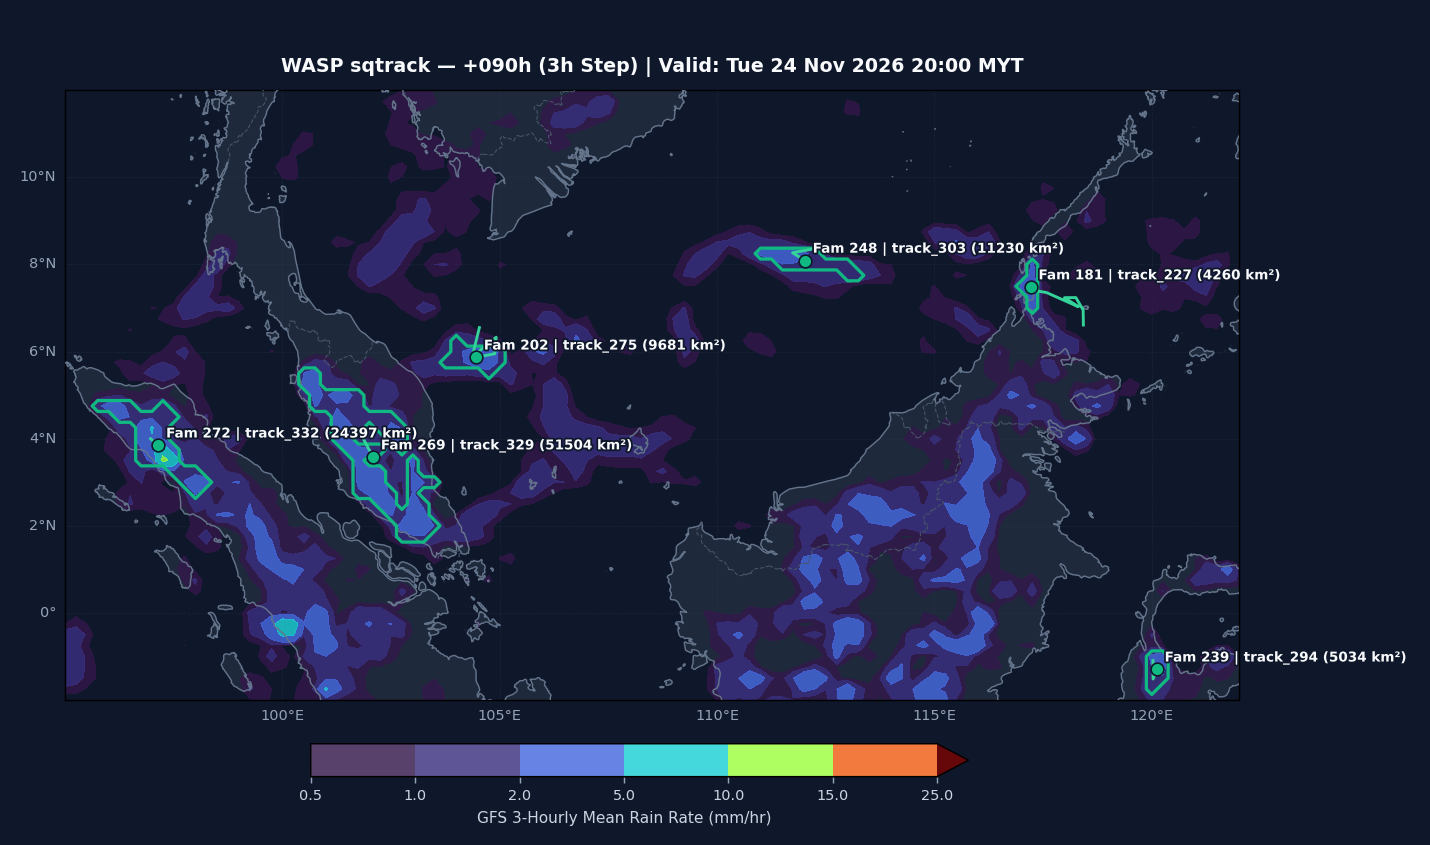 WASP sqtrack — +090h (3h Step) | Valid: Tue 24 Nov 2026 20:00 MYT
10°N
8°N
6°N
4°N
2°N
0°
Fam 248 | track_303 (11230 km²)
Fam 181 | track_227 (4260 km²)
Fam 202 | track_275 (9681 km²)
Fam 272 | track_332 (24397 km²)
Fam 269 | track_329 (51504 km²)
Fam 239 | track_294 (5034 km²)
100°E 105°E 110°E 115°E 120°E
0.5 1.0 2.0 5.0 10.0 15.0 25.0
GFS 3-Hourly Mean Rain Rate (mm/hr)